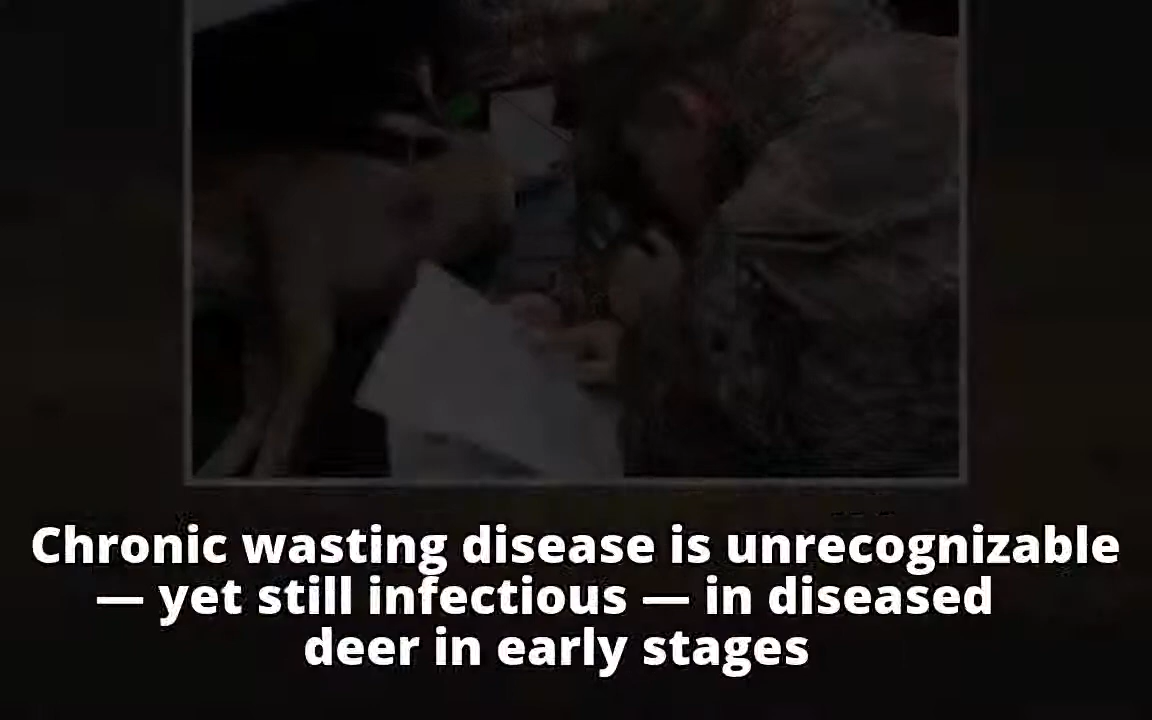 Chronic wasting disease is unrecognizable
— yet still infectious — in diseased
deer in early stages